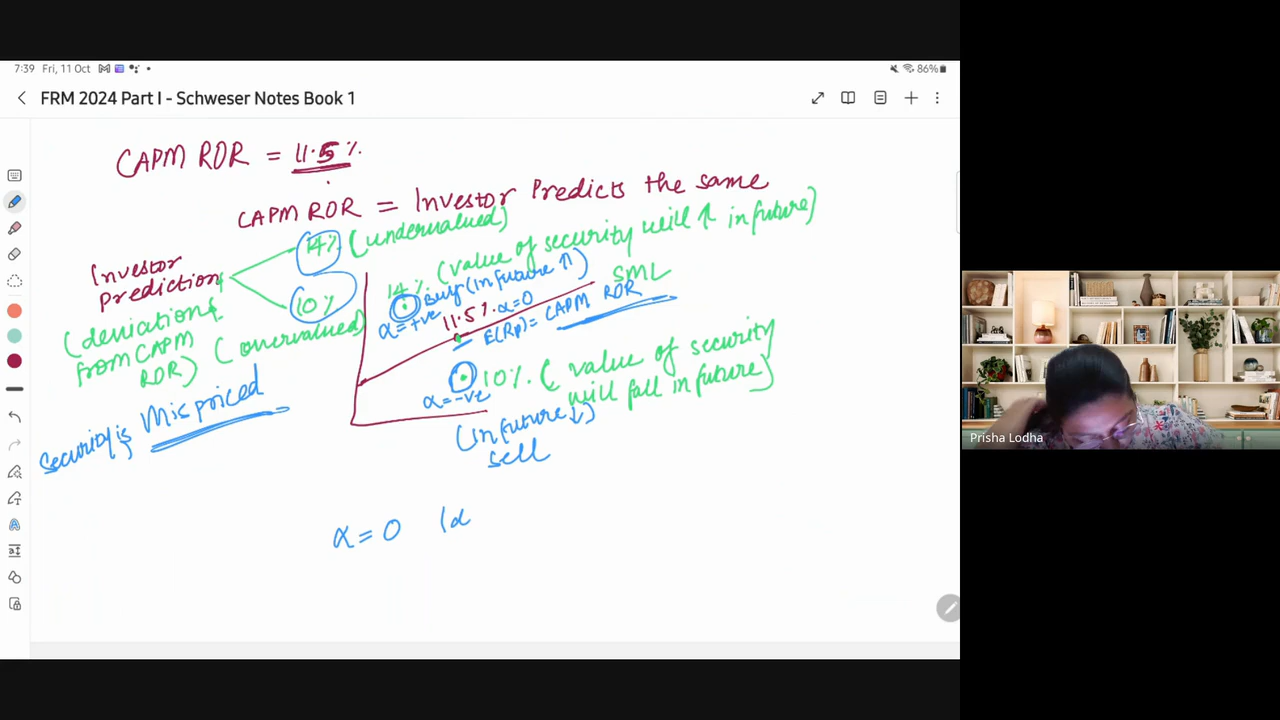 7:39 Fri, 11 Oct
86%
FRM 2024 Part I - Schweser Notes Book 1
CAPM ROR = 11.5%.
CAPM ROR = Investor Predicts the same
Investor Prediction
14% (undervalued)
10% (overvalued)
(deviations from CAPM ROR)
Security is Mispriced
14%. (value of security will ↑ in future)
Buy (In future ↑)
α=+ve
11.5%. α=0
SML
E(Rp) = CAPM ROR
10%. (value of security will fall in future)
α=-ve
(In future ↓)
sell
α = 0 (α
Prisha Lodha